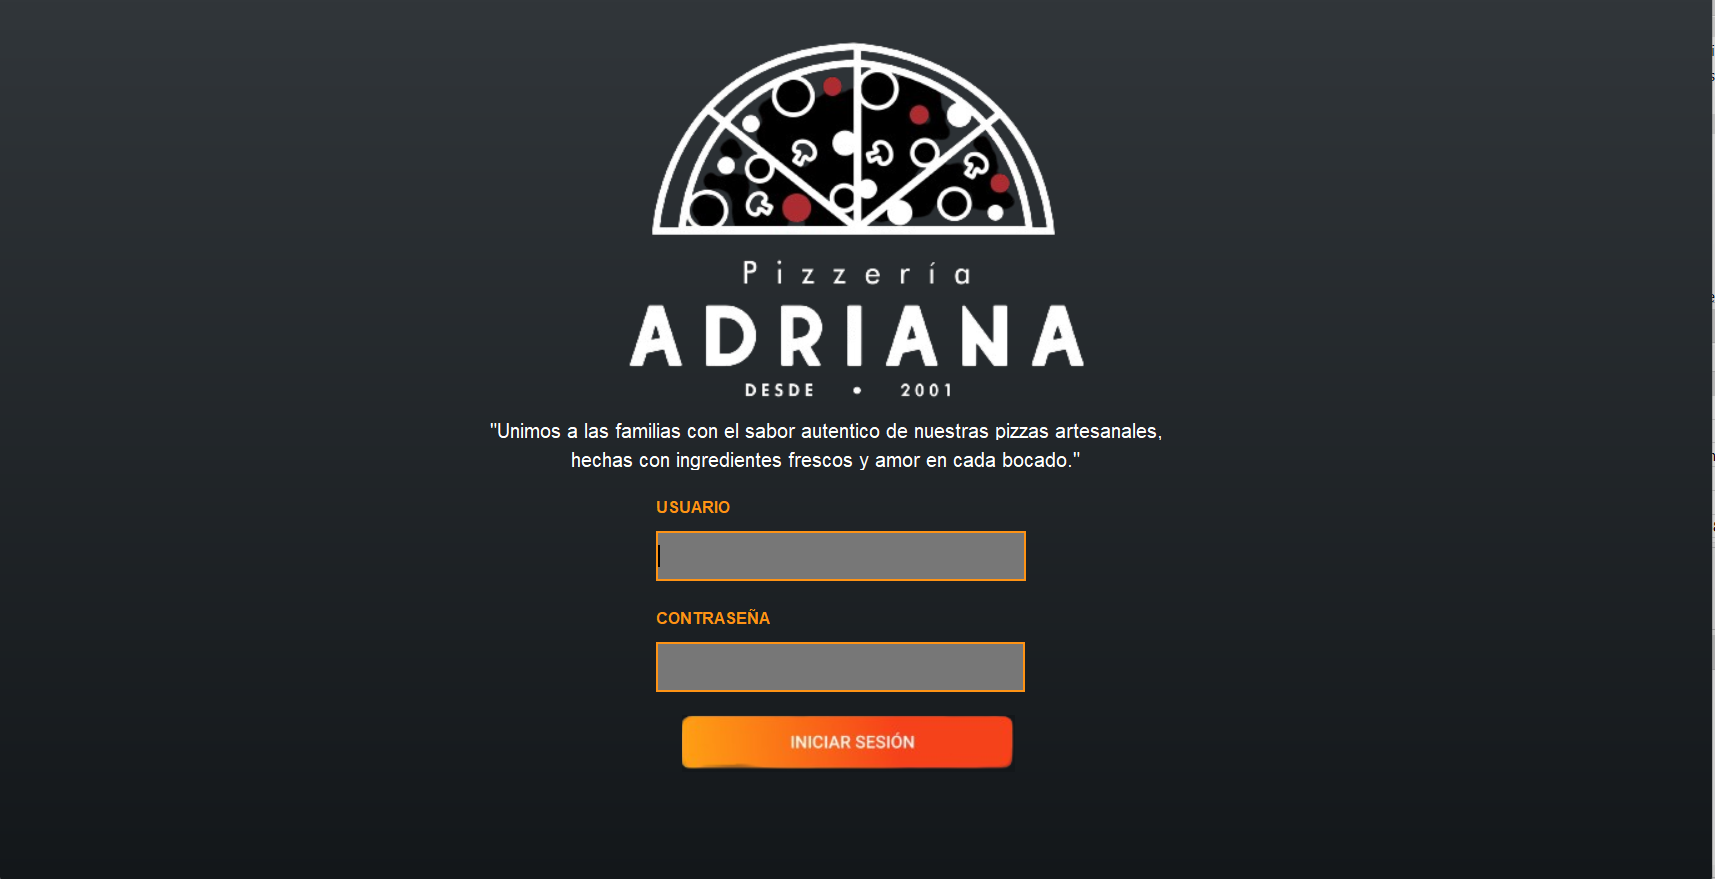 Pizzería
ADRIANA
DESDE • 2001
"Unimos a las familias con el sabor autentico de nuestras pizzas artesanales,
hechas con ingredientes frescos y amor en cada bocado."
USUARIO
CONTRASEÑA
INICIAR SESIÓN